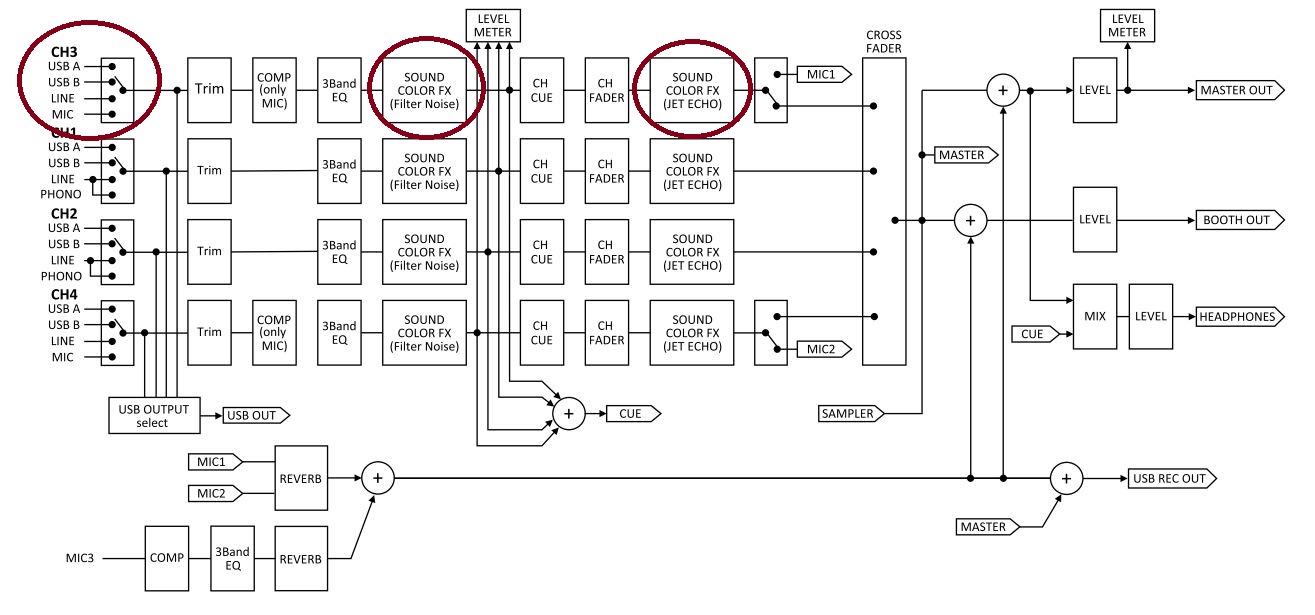 LEVEL
METER
CH3
USB A
USB B
LINE
MIC
Trim
COMP
(only
MIC)
3Band
EQ
SOUND
COLOR FX
(Filter Noise)
CH
CUE
CH
FADER
SOUND
COLOR FX
(JET ECHO)
MIC1
CROSS
FADER
LEVEL
LEVEL
METER
MASTER OUT
CH1
USB A
USB B
LINE
PHONO
Trim
3Band
EQ
SOUND
COLOR FX
(Filter Noise)
CH
CUE
CH
FADER
SOUND
COLOR FX
(JET ECHO)
MASTER
CH2
USB A
USB B
LINE
PHONO
Trim
3Band
EQ
SOUND
COLOR FX
(Filter Noise)
CH
CUE
CH
FADER
SOUND
COLOR FX
(JET ECHO)
LEVEL
BOOTH OUT
CH4
USB A
USB B
LINE
MIC
Trim
COMP
(only
MIC)
3Band
EQ
SOUND
COLOR FX
(Filter Noise)
CH
CUE
CH
FADER
SOUND
COLOR FX
(JET ECHO)
MIC2
CUE
MIX
LEVEL
HEADPHONES
USB OUTPUT
select
USB OUT
+
CUE
SAMPLER
+
+
MIC1
MIC2
REVERB
+
+
USB REC OUT
MASTER
MIC3
COMP
3Band
EQ
REVERB